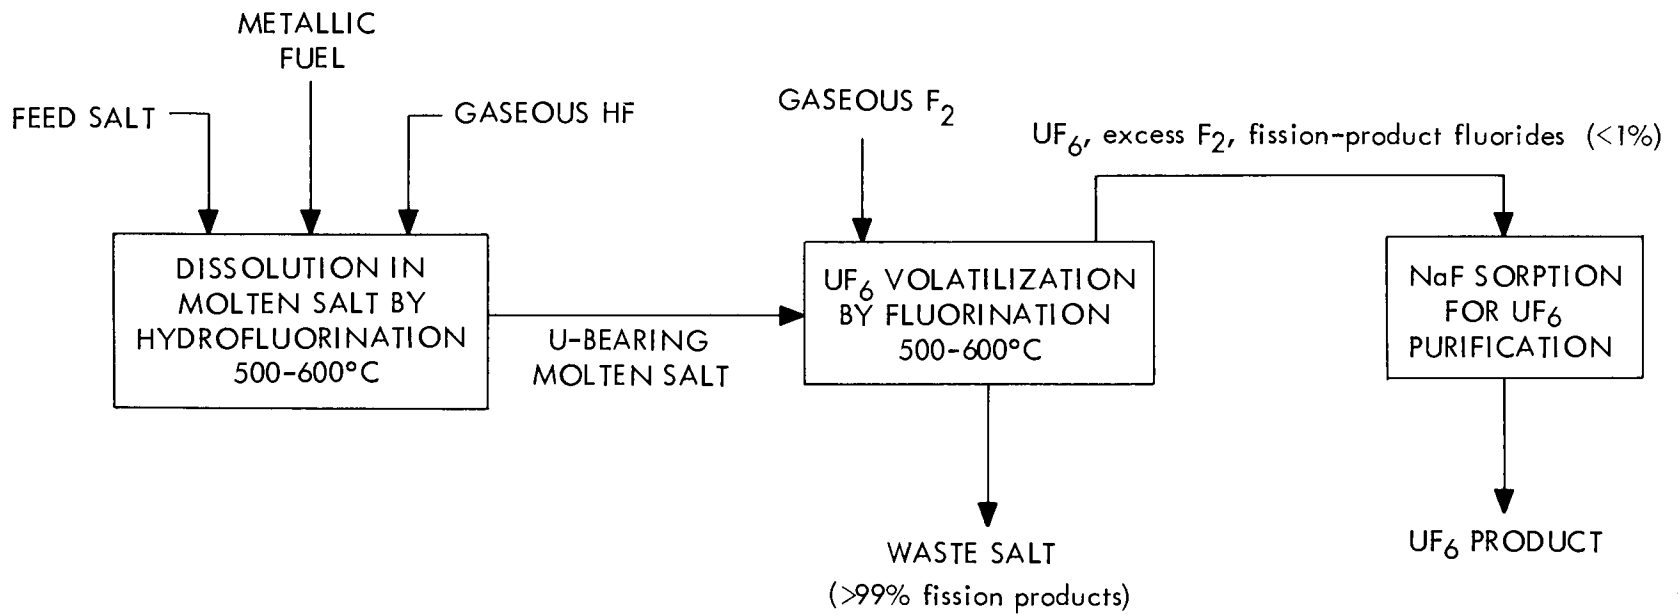 METALLIC
FUEL
FEED SALT
GASEOUS HF
GASEOUS F2
UF6, excess F2, fission-product fluorides (<1%)
DISSOLUTION IN
MOLTEN SALT BY
HYDROFLUORINATION
500-600°C
U-BEARING
MOLTEN SALT
UF6 VOLATILIZATION
BY FLUORINATION
500-600°C
NaF SORPTION
FOR UF6
PURIFICATION
WASTE SALT
(>99% fission products)
UF6 PRODUCT